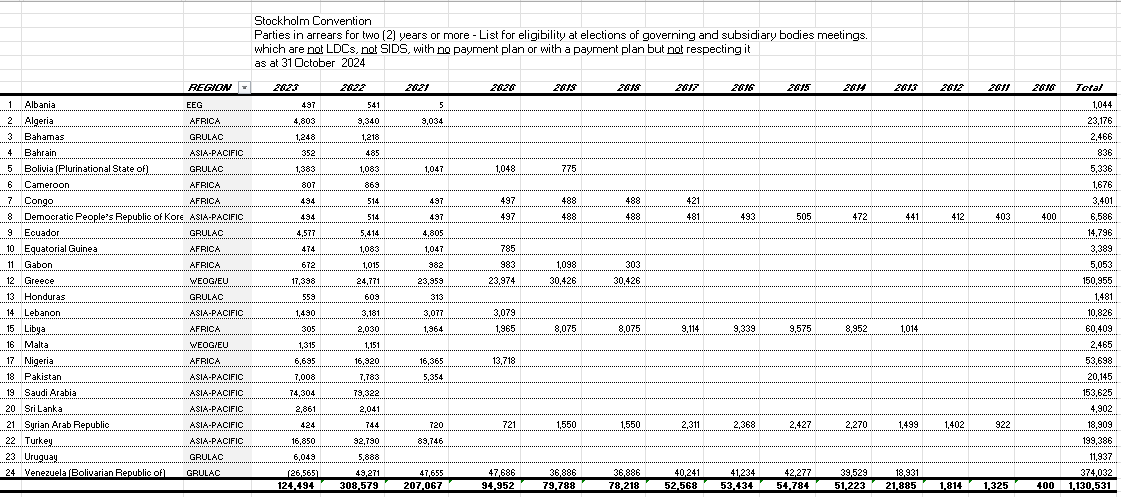 Stockholm Convention
Parties in arrears for two (2) years or more - List for eligibility at elections of governing and subsidiary bodies meetings.
which are not LDCs, not SIDS, with no payment plan or with a payment plan but not respecting it
as at 31 October 2024
REGION 2023 2022 2021 2020 2019 2018 2017 2016 2015 2014 2013 2012 2011 2010 Total
1 Albania EEG 497 541 5 1,044
2 Algeria AFRICA 4,803 9,340 9,034 23,176
3 Bahamas GRULAC 1,248 1,218 2,466
4 Bahrain ASIA-PACIFIC 352 485 836
5 Bolivia (Plurinational State of) GRULAC 1,383 1,083 1,047 1,048 775 5,336
6 Cameroon AFRICA 807 869 1,676
7 Congo AFRICA 494 514 497 497 488 488 421 3,401
8 Democratic People's Republic of Kore ASIA-PACIFIC 494 514 497 497 488 488 481 493 505 472 441 412 403 400 6,586
9 Ecuador GRULAC 4,577 5,414 4,805 14,796
10 Equatorial Guinea AFRICA 474 1,083 1,047 785 3,389
11 Gabon AFRICA 672 1,015 982 983 1,098 303 5,053
12 Greece WEOG/EU 17,398 24,771 23,959 23,974 30,426 30,426 150,955
13 Honduras GRULAC 559 609 313 1,481
14 Lebanon ASIA-PACIFIC 1,490 3,181 3,077 3,079 10,826
15 Libya AFRICA 305 2,030 1,964 1,965 8,075 8,075 9,114 9,339 9,575 8,952 1,014 60,409
16 Malta WEOG/EU 1,315 1,151 2,465
17 Nigeria AFRICA 6,695 16,920 16,365 13,718 53,698
18 Pakistan ASIA-PACIFIC 7,008 7,783 5,354 20,145
19 Saudi Arabia ASIA-PACIFIC 74,304 79,322 153,625
20 Sri Lanka ASIA-PACIFIC 2,861 2,041 4,902
21 Syrian Arab Republic ASIA-PACIFIC 424 744 720 721 1,550 1,550 2,311 2,368 2,427 2,270 1,499 1,402 922 18,909
22 Turkey ASIA-PACIFIC 16,850 92,790 89,746 199,386
23 Uruguay GRULAC 6,049 5,888 11,937
24 Venezuela (Bolivarian Republic of) GRULAC (26,565) 49,271 47,655 47,686 36,886 36,886 40,241 41,234 42,277 39,529 18,931 374,032
124,494 308,579 207,067 94,952 79,788 78,218 52,568 53,434 54,784 51,223 21,885 1,814 1,325 400 1,130,531